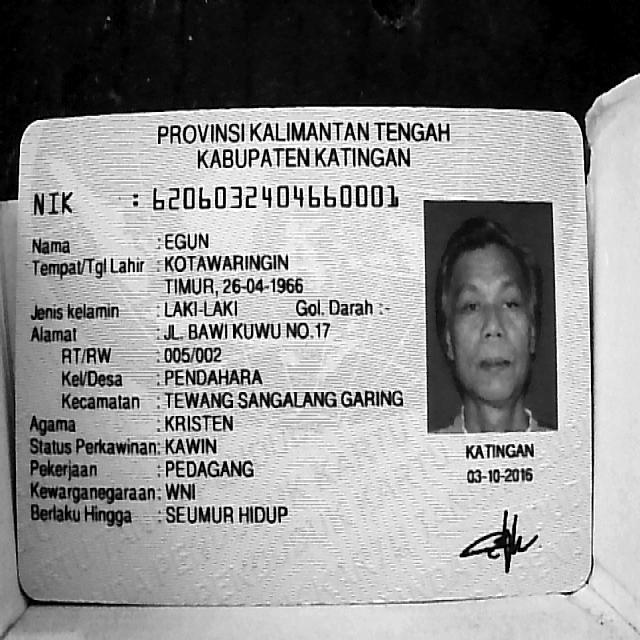 PROVINSI KALIMANTAN TENGAH
KABUPATEN KATINGAN
NIK : 6206032404660001
Nama : EGUN
Tempat/Tgl Lahir : KOTAWARINGIN
TIMUR, 26-04-1966
Jenis kelamin : LAKI-LAKI Gol. Darah :-
Alamat : JL. BAWI KUWU NO.17
RT/RW : 005/002
Kel/Desa : PENDAHARA
Kecamatan : TEWANG SANGALANG GARING
Agama : KRISTEN
Status Perkawinan: KAWIN
Pekerjaan : PEDAGANG
Kewarganegaraan: WNI
Berlaku Hingga : SEUMUR HIDUP
KATINGAN
03-10-2016